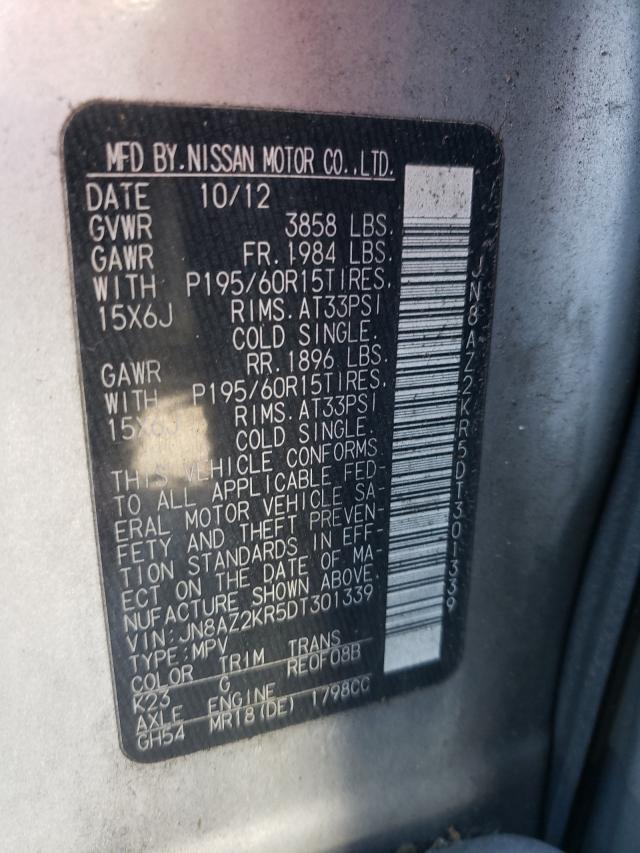 MFD BY.NISSAN MOTOR CO.,LTD.
DATE 10/12
GVWR 3858 LBS.
GAWR FR.1984 LBS.
WITH P195/60R15TIRES.
15X6J RIMS.AT33PSI
COLD SINGLE.
GAWR RR.1896 LBS.
WITH P195/60R15TIRES.
15X6J RIMS.AT33PSI
COLD SINGLE.
THIS VEHICLE CONFORMS
TO ALL APPLICABLE FED-
ERAL MOTOR VEHICLE SA
FETY AND THEFT PREVEN-
TION STANDARDS IN EFF
ECT ON THE DATE OF MA-
NUFACTURE SHOWN ABOVE.
VIN:JN8AZ2KR5DT301339
TYPE:MPV
COLOR TRIM TRANS
K23 G RE0F08B
AXLE ENGINE
GH54 MR18(DE) 1798CC
JN8AZ2KR5DT301339